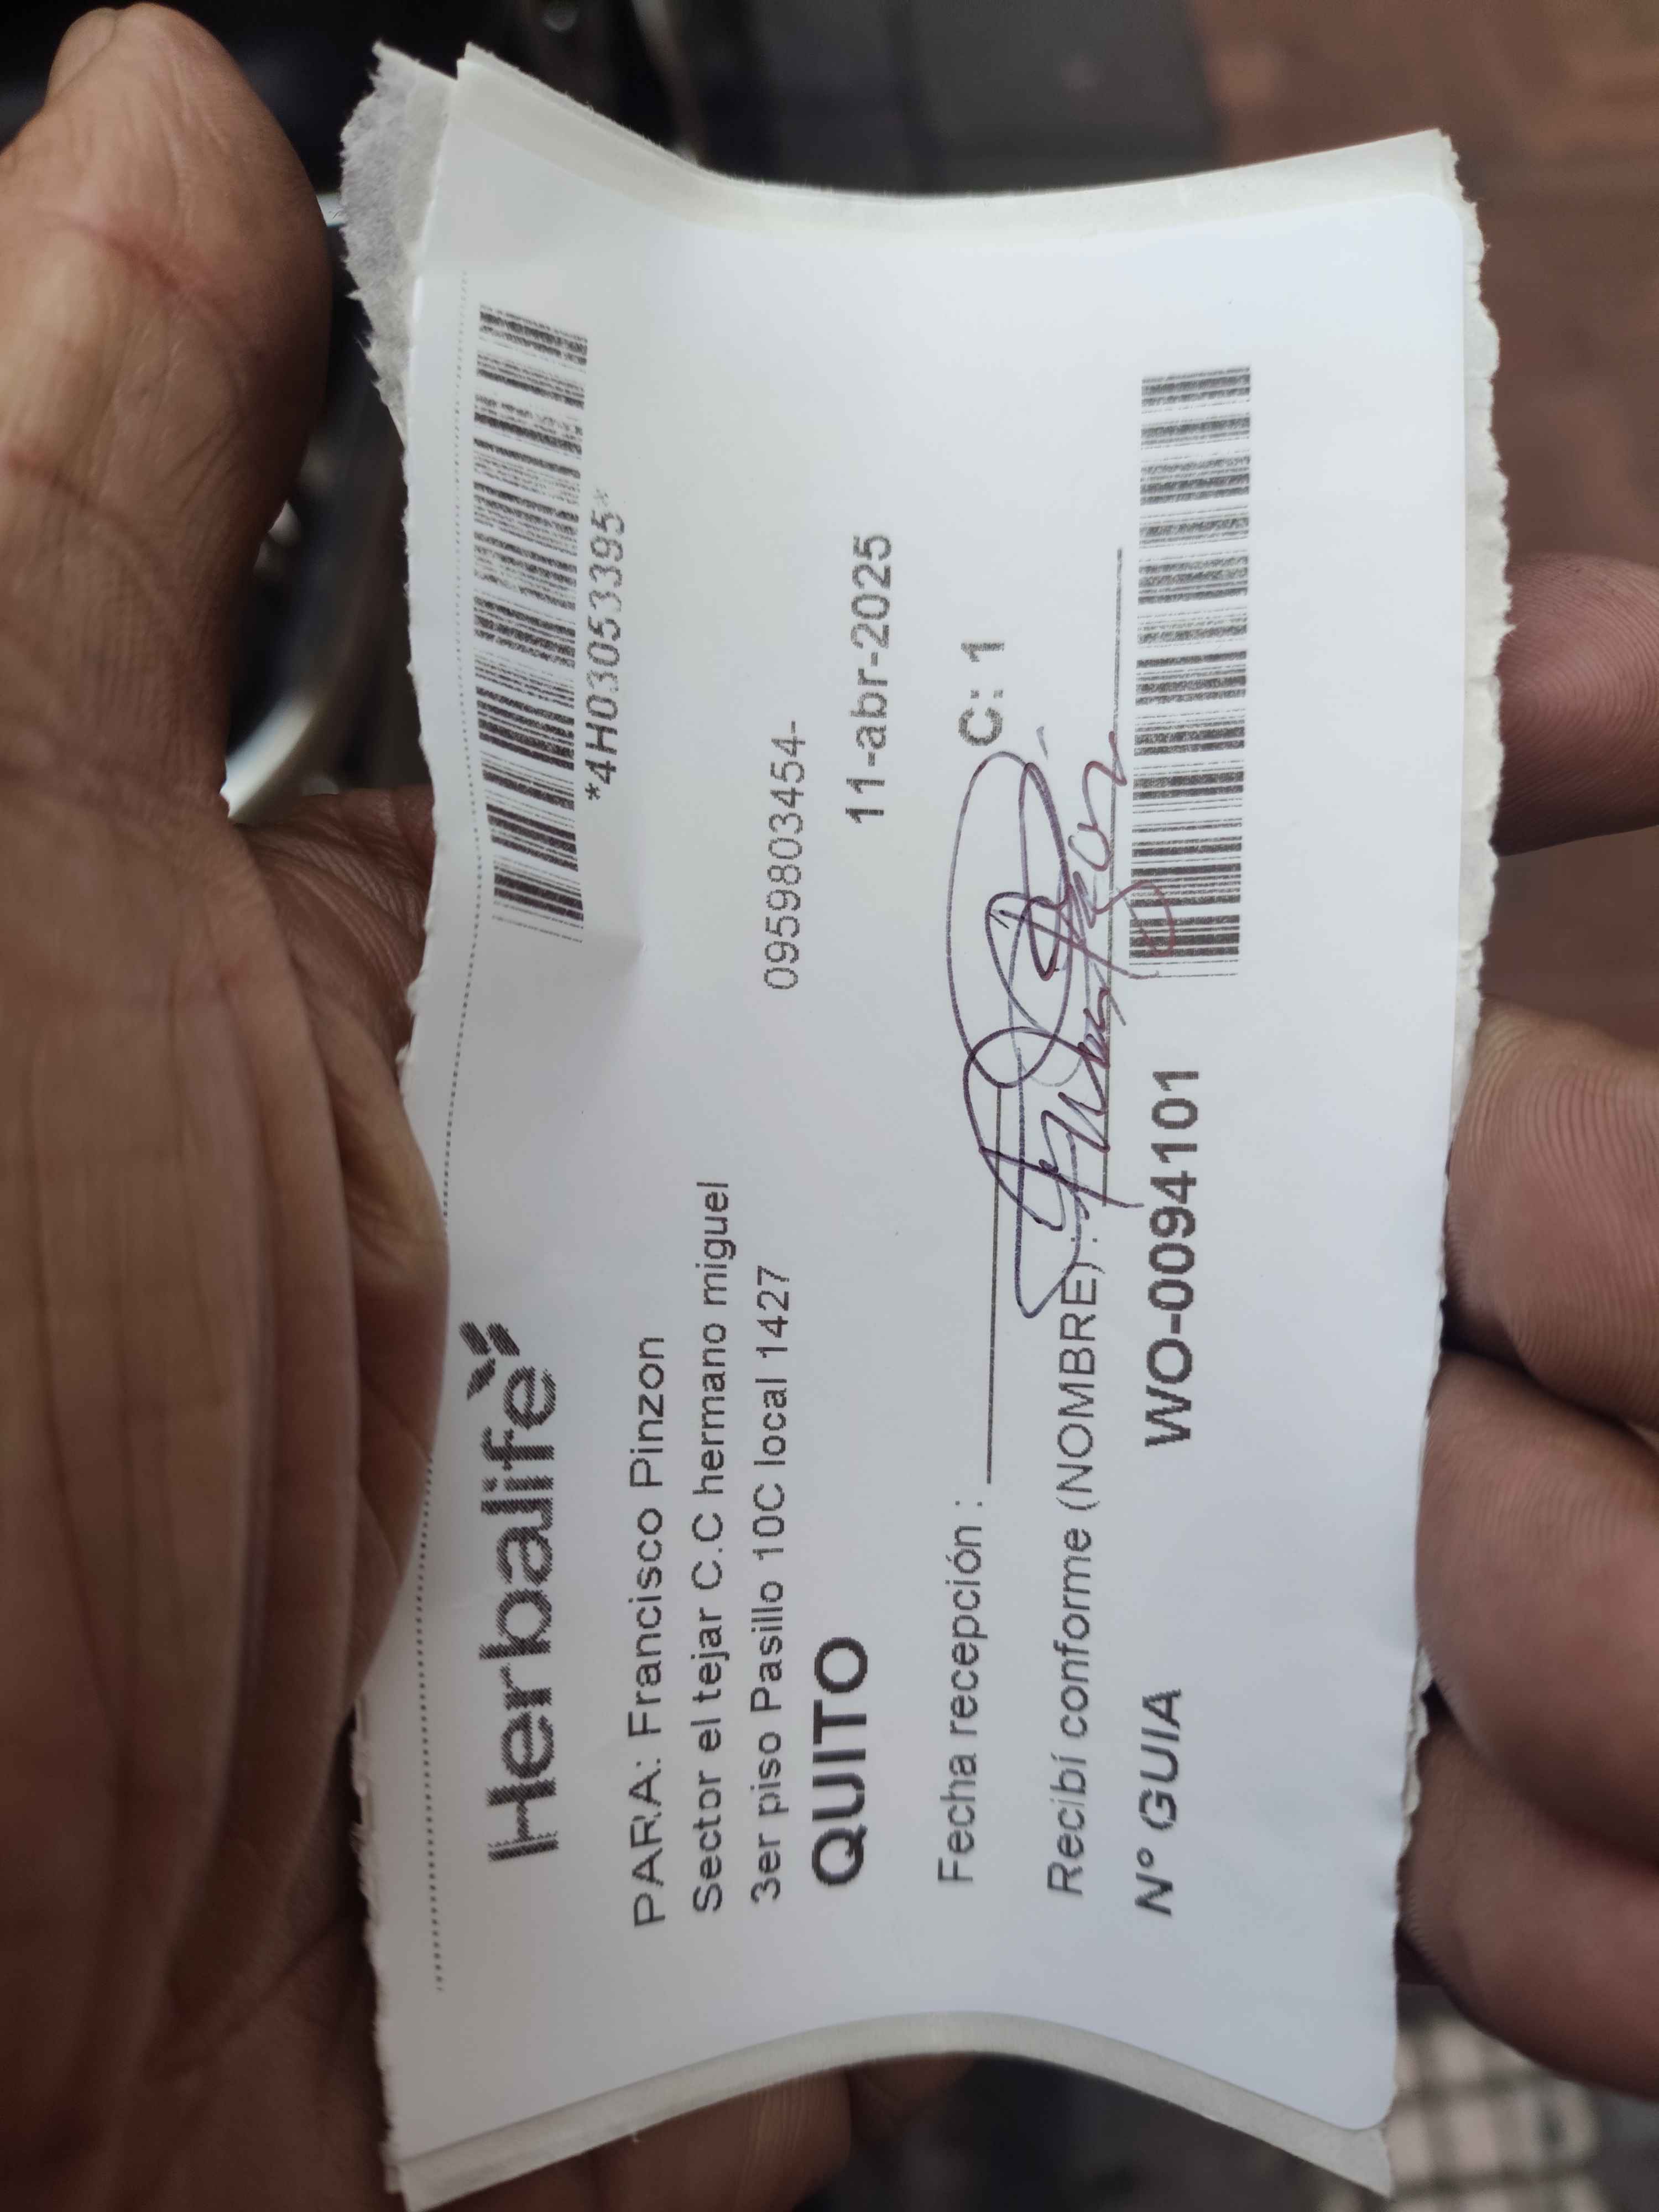 Herbalife
*4H03053395*
PARA: Francisco Pinzon
Sector el tejar C.C hermano miguel
3er piso Pasillo 10C local 1427
0959803454-
QUITO
11-abr-2025
Fecha recepción :
C: 1
Recibí conforme (NOMBRE) :
Nº GUIA WO-0094101